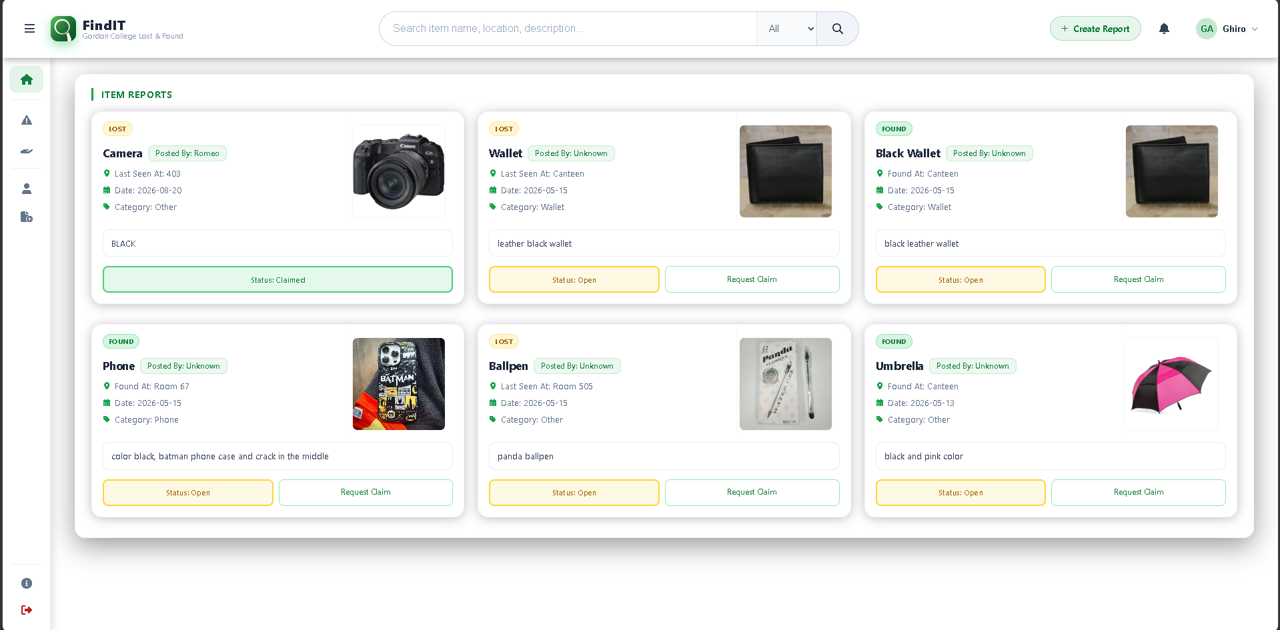 FindIT
Gordon College Lost & Found
Search item name, location, description...
All
+ Create Report
GA
Ghiro
ITEM REPORTS
LOST
Camera
Posted By: Romeo
Last Seen At: 403
Date: 2026-08-20
Category: Other
Canon
BLACK
Status: Claimed
LOST
Wallet
Posted By: Unknown
Last Seen At: Canteen
Date: 2026-05-15
Category: Wallet
leather black wallet
Status: Open
Request Claim
FOUND
Black Wallet
Posted By: Unknown
Found At: Canteen
Date: 2026-05-15
Category: Wallet
black leather wallet
Status: Open
Request Claim
FOUND
Phone
Posted By: Unknown
Found At: Room 67
Date: 2026-05-15
Category: Phone
BATMAN
color black, batman phone case and crack in the middle
Status: Open
Request Claim
LOST
Ballpen
Posted By: Unknown
Last Seen At: Room 505
Date: 2026-05-15
Category: Other
Panda
panda ballpen
Status: Open
Request Claim
FOUND
Umbrella
Posted By: Unknown
Found At: Canteen
Date: 2026-05-13
Category: Other
black and pink color
Status: Open
Request Claim